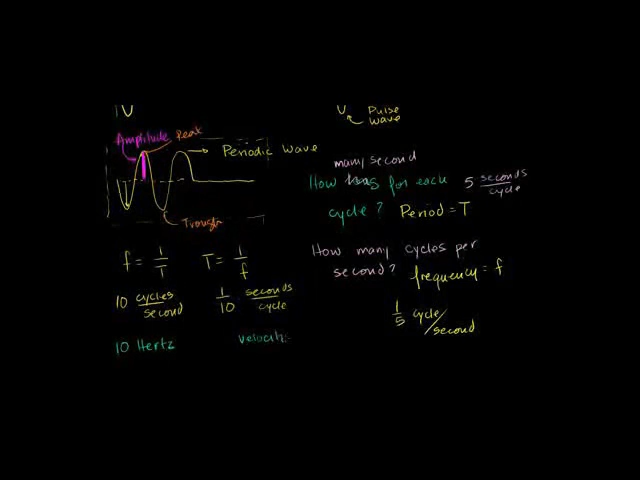 V
V
Pulse
wave
Amplitude
Peak
Periodic wave
Trough
many second
How long for each
5 seconds/cycle
cycle? Period = T
How many cycles per
second? frequency = f
f = 1/T
T = 1/f
10 cycles/second
1/10 seconds/cycle
1/5 cycle/second
10 Hertz
velocit